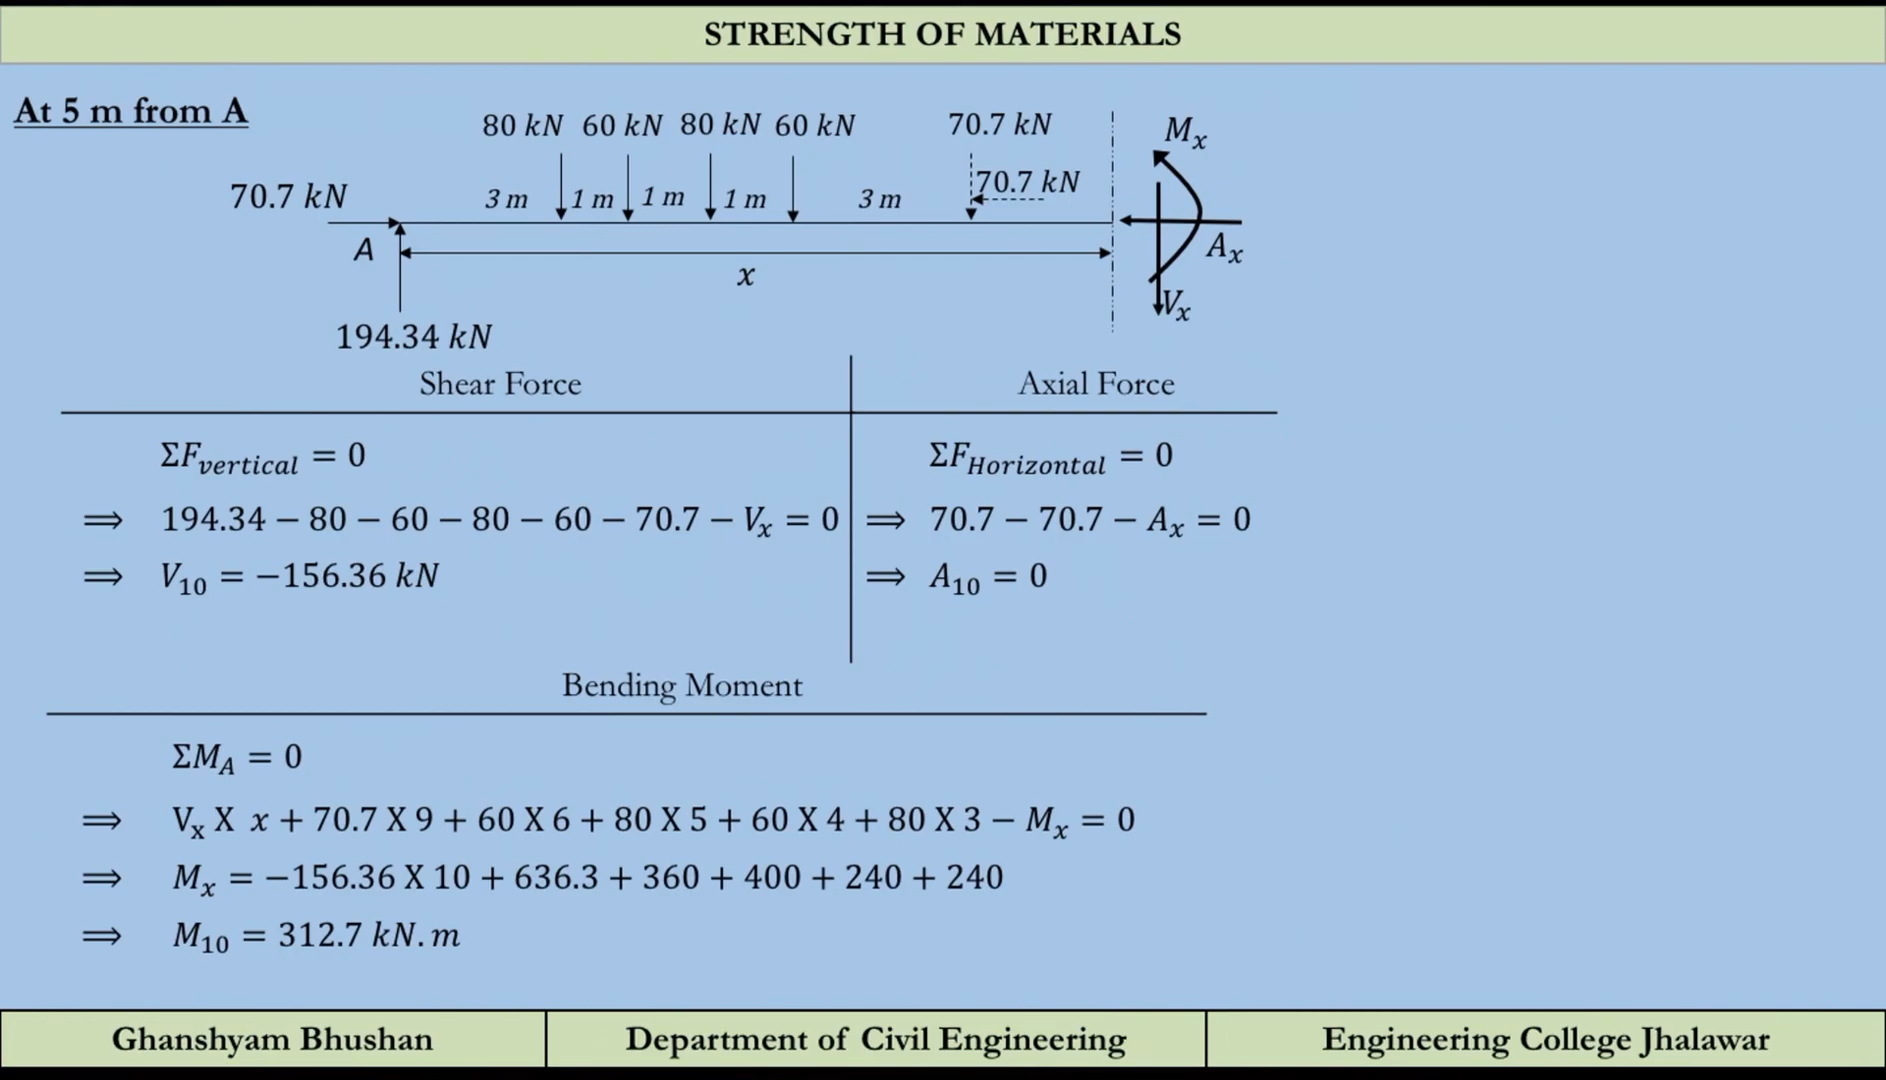 STRENGTH OF MATERIALS
At 5 m from A
80 kN 60 kN 80 kN 60 kN 70.7 kN
M_x
70.7 kN
70.7 kN
3 m 1 m 1 m 1 m 3 m
A
A_x
x
V_x
194.34 kN
Shear Force
Axial Force
ΣF_vertical = 0
ΣF_Horizontal = 0
⟹ 194.34 − 80 − 60 − 80 − 60 − 70.7 − V_x = 0
⟹ 70.7 − 70.7 − A_x = 0
⟹ V_10 = −156.36 kN
⟹ A_10 = 0
Bending Moment
ΣM_A = 0
⟹ V_x X x + 70.7 X 9 + 60 X 6 + 80 X 5 + 60 X 4 + 80 X 3 − M_x = 0
⟹ M_x = −156.36 X 10 + 636.3 + 360 + 400 + 240 + 240
⟹ M_10 = 312.7 kN.m
Ghanshyam Bhushan
Department of Civil Engineering
Engineering College Jhalawar